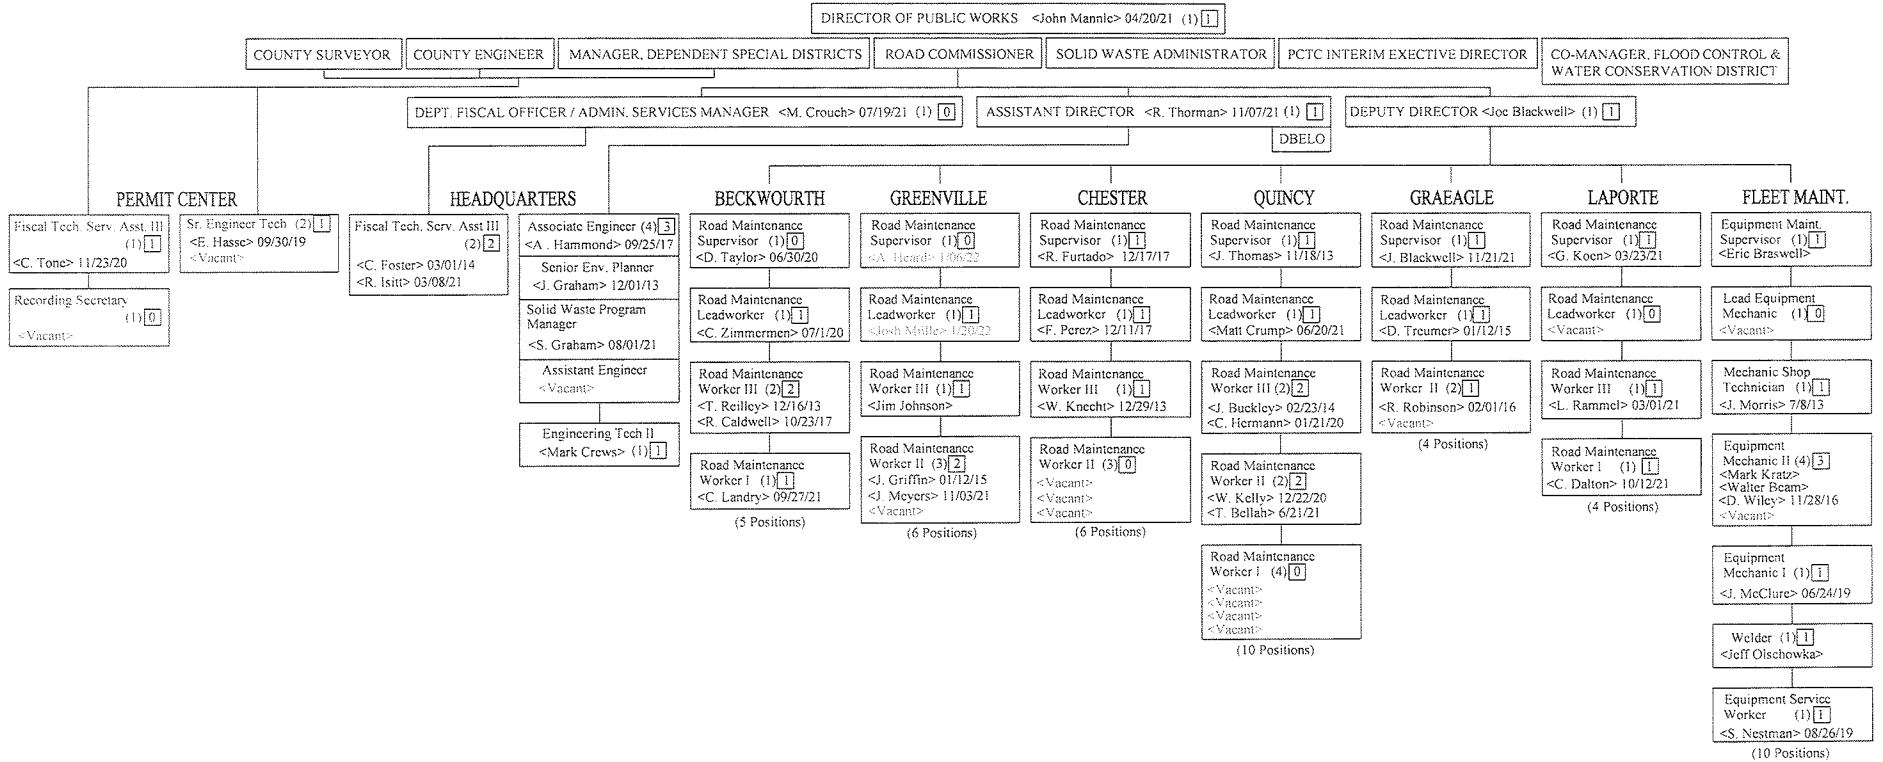 DIRECTOR OF PUBLIC WORKS <John Mannle> 04/20/21 (1) 1
COUNTY SURVEYOR
COUNTY ENGINEER
MANAGER, DEPENDENT SPECIAL DISTRICTS
ROAD COMMISSIONER
SOLID WASTE ADMINISTRATOR
PCTC INTERIM EXECTIVE DIRECTOR
CO-MANAGER, FLOOD CONTROL &
WATER CONSERVATION DISTRICT
DEPT. FISCAL OFFICER / ADMIN. SERVICES MANAGER <M. Crouch> 07/19/21 (1) 0
ASSISTANT DIRECTOR <R. Thorman> 11/07/21 (1) 1
DBELO
DEPUTY DIRECTOR <Joe Blackwell> (1) 1
PERMIT CENTER
Fiscal Tech. Serv. Asst. III
(1) 1
<C. Tone> 11/23/20
Recording Secretary
(1) 0
<Vacant>
Sr. Engineer Tech (2) 1
<E. Hasse> 09/30/19
<Vacant>
HEADQUARTERS
Fiscal Tech. Serv. Asst III
(2) 2
<C. Foster> 03/01/14
<R. Isitt> 03/08/21
Associate Engineer (4) 3
<A . Hammond> 09/25/17
Senior Env. Planner
<J. Graham> 12/01/13
Solid Waste Program
Manager
<S. Graham> 08/01/21
Assistant Engineer
<Vacant>
Engineering Tech II
<Mark Crews> (1) 1
BECKWOURTH
Road Maintenance
Supervisor (1) 0
<D. Taylor> 06/30/20
Road Maintenance
Leadworker (1) 1
<C. Zimmermen> 07/1/20
Road Maintenance
Worker III (2) 2
<T. Reilley> 12/16/13
<R. Caldwell> 10/23/17
Road Maintenance
Worker I (1) 1
<C. Landry> 09/27/21
(5 Positions)
GREENVILLE
Road Maintenance
Supervisor (1) 0
<A. Heard> 1/06/22
Road Maintenance
Leadworker (1) 1
<Josh Mille> 1/20/22
Road Maintenance
Worker III (1) 1
<Jim Johnson>
Road Maintenance
Worker II (3) 2
<J. Griffin> 01/12/15
<J. Meyers> 11/03/21
<Vacant>
(6 Positions)
CHESTER
Road Maintenance
Supervisor (1) 1
<R. Furtado> 12/17/17
Road Maintenance
Leadworker (1) 1
<F. Perez> 12/11/17
Road Maintenance
Worker III (1) 1
<W. Knecht> 12/29/13
Road Maintenance
Worker II (3) 0
<Vacant>
<Vacant>
<Vacant>
(6 Positions)
QUINCY
Road Maintenance
Supervisor (1) 1
<J. Thomas> 11/18/13
Road Maintenance
Leadworker (1) 1
<Matt Crump> 06/20/21
Road Maintenance
Worker III (2) 2
<J. Buckley> 02/23/14
<C. Hermann> 01/21/20
Road Maintenance
Worker II (2) 2
<W. Kelly> 12/22/20
<T. Bellah> 6/21/21
Road Maintenance
Worker I (4) 0
<Vacant>
<Vacant>
<Vacant>
<Vacant>
(10 Positions)
GRAEAGLE
Road Maintenance
Supervisor (1) 1
<J. Blackwell> 11/21/21
Road Maintenance
Leadworker (1) 1
<D. Treumer> 01/12/15
Road Maintenance
Worker II (2) 1
<R. Robinson> 02/01/16
<Vacant>
(4 Positions)
LAPORTE
Road Maintenance
Supervisor (1) 1
<G. Koen> 03/23/21
Road Maintenance
Leadworker (1) 0
<Vacant>
Road Maintenance
Worker III (1) 1
<L. Rammel> 03/01/21
Road Maintenance
Worker I (1) 1
<C. Dalton> 10/12/21
(4 Positions)
FLEET MAINT.
Equipment Maint.
Supervisor (1) 1
<Eric Braswell>
Lead Equipment
Mechanic (1) 0
<Vacant>
Mechanic Shop
Technician (1) 1
<J. Morris> 7/8/13
Equipment
Mechanic II (4) 3
<Mark Kratz>
<Walter Beam>
<D. Wiley> 11/28/16
<Vacant>
Equipment
Mechanic I (1) 1
<J. McClure> 06/24/19
Welder (1) 1
<Jeff Olschowka>
Equipment Service
Worker (1) 1
<S. Nestman> 08/26/19
(10 Positions)